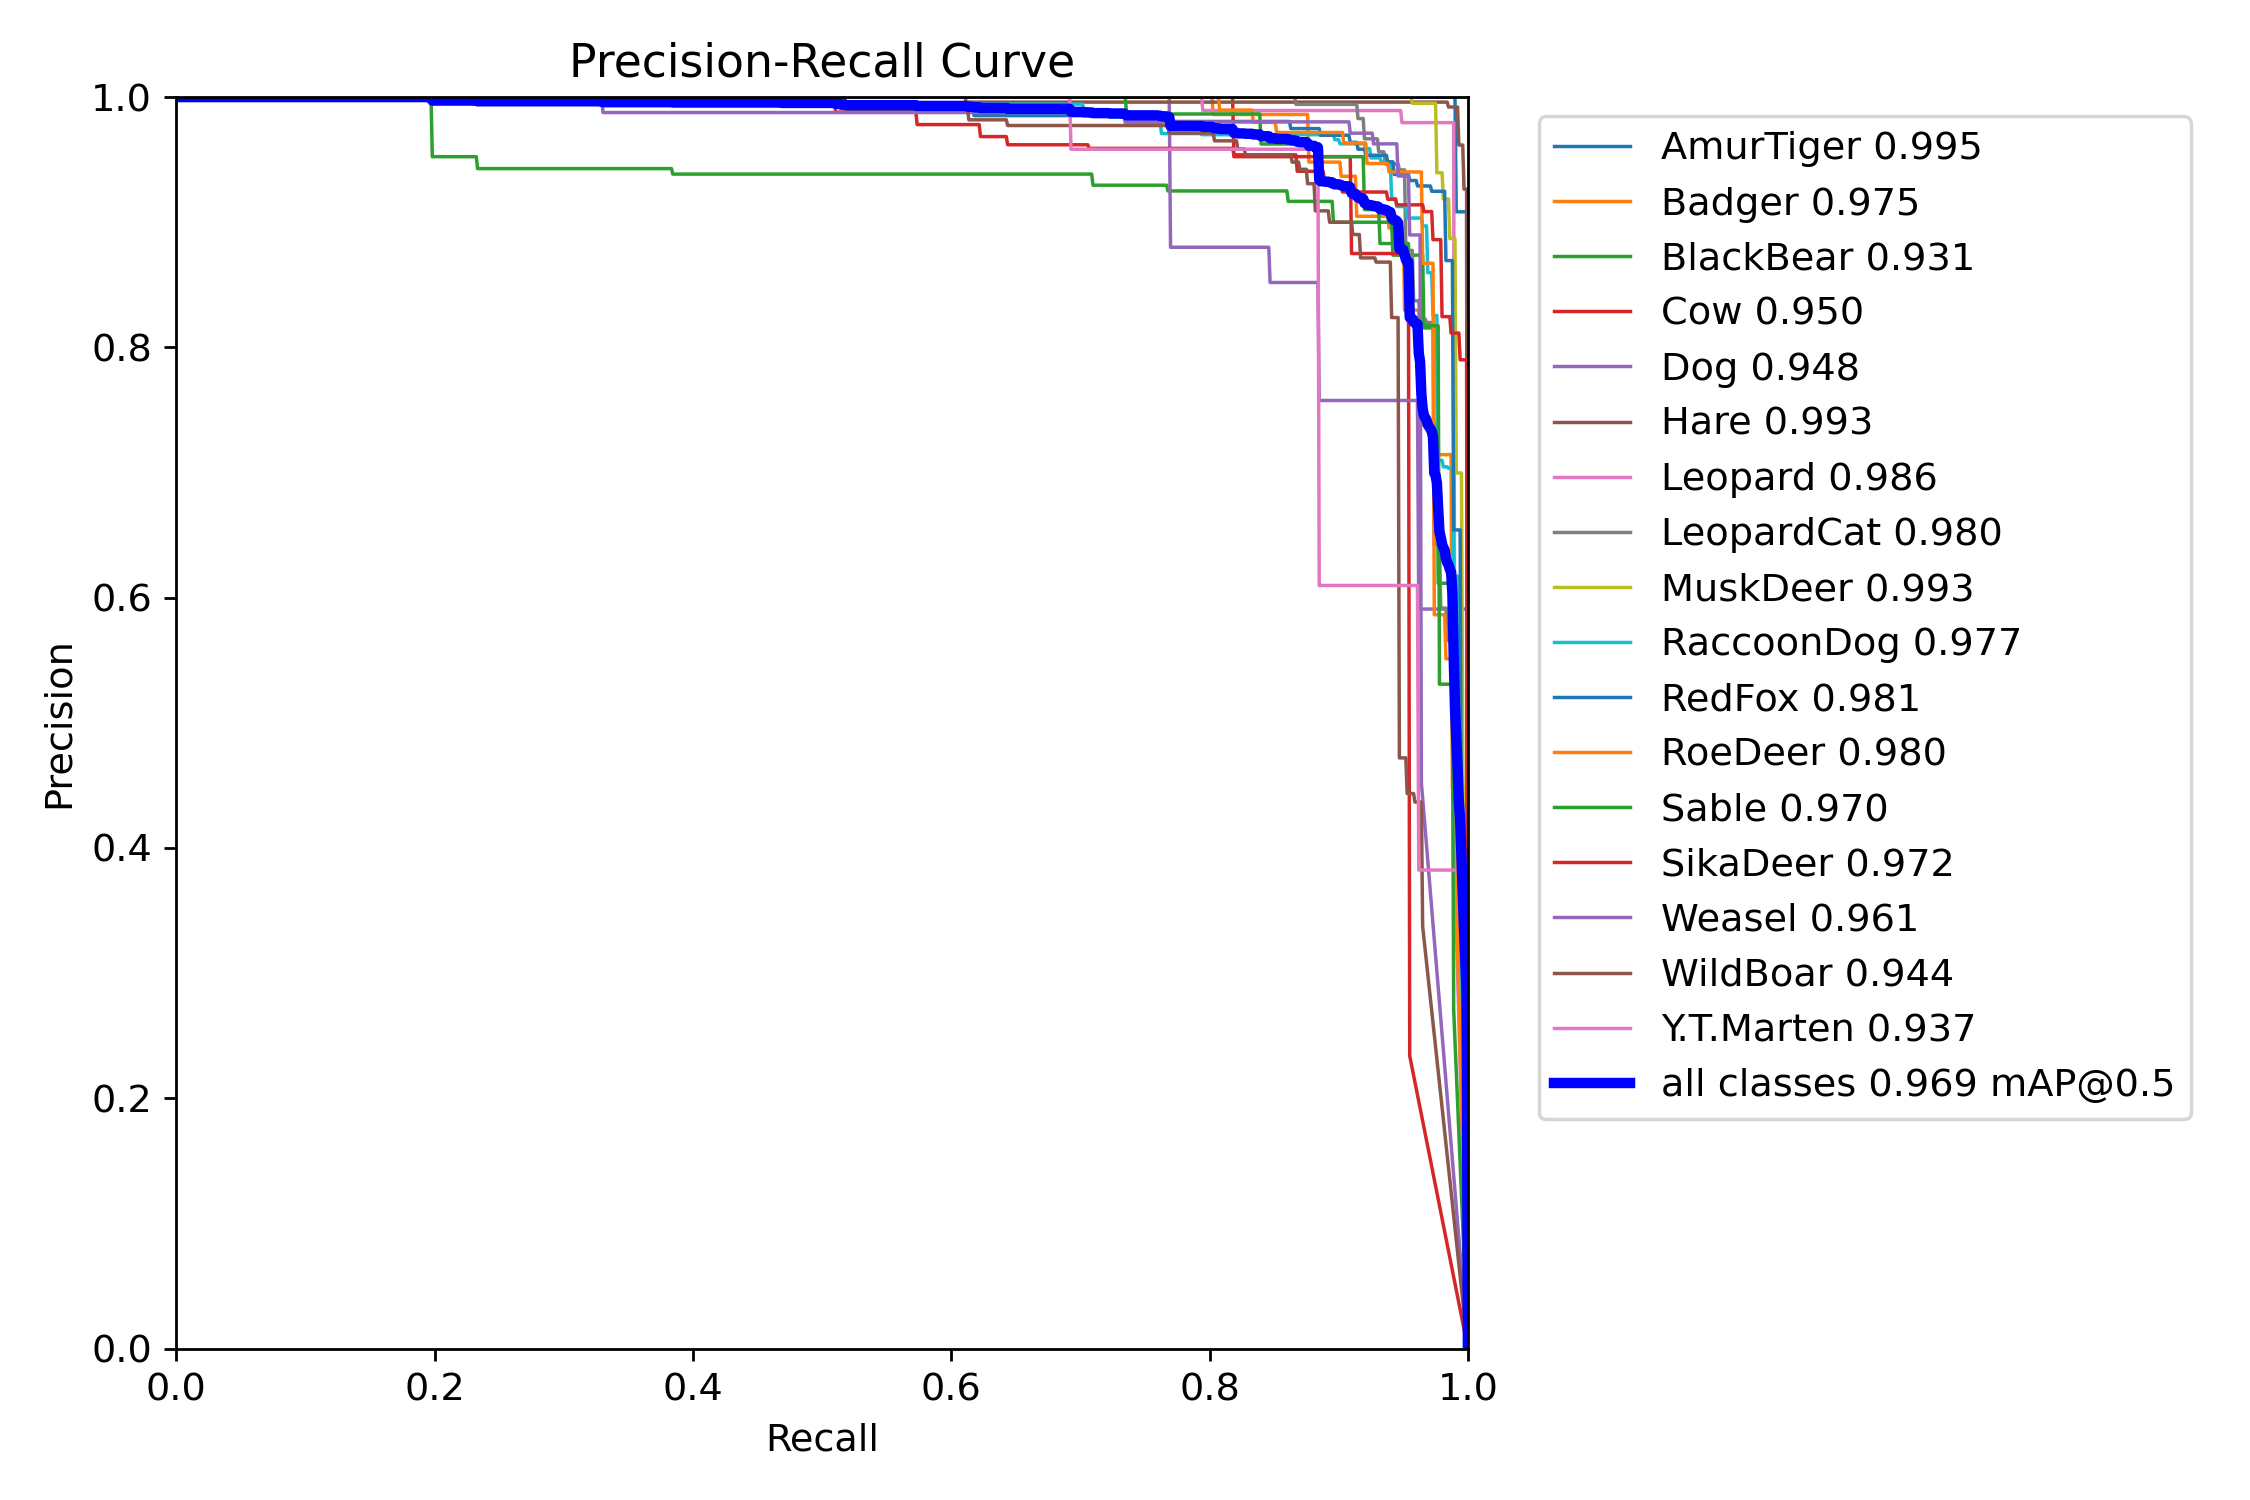 Precision-Recall Curve
1.0
0.8
0.6
0.4
0.2
0.0
Precision
0.0 0.2 0.4 0.6 0.8 1.0
Recall
AmurTiger 0.995
Badger 0.975
BlackBear 0.931
Cow 0.950
Dog 0.948
Hare 0.993
Leopard 0.986
LeopardCat 0.980
MuskDeer 0.993
RaccoonDog 0.977
RedFox 0.981
RoeDeer 0.980
Sable 0.970
SikaDeer 0.972
Weasel 0.961
WildBoar 0.944
Y.T.Marten 0.937
all classes 0.969 mAP@0.5